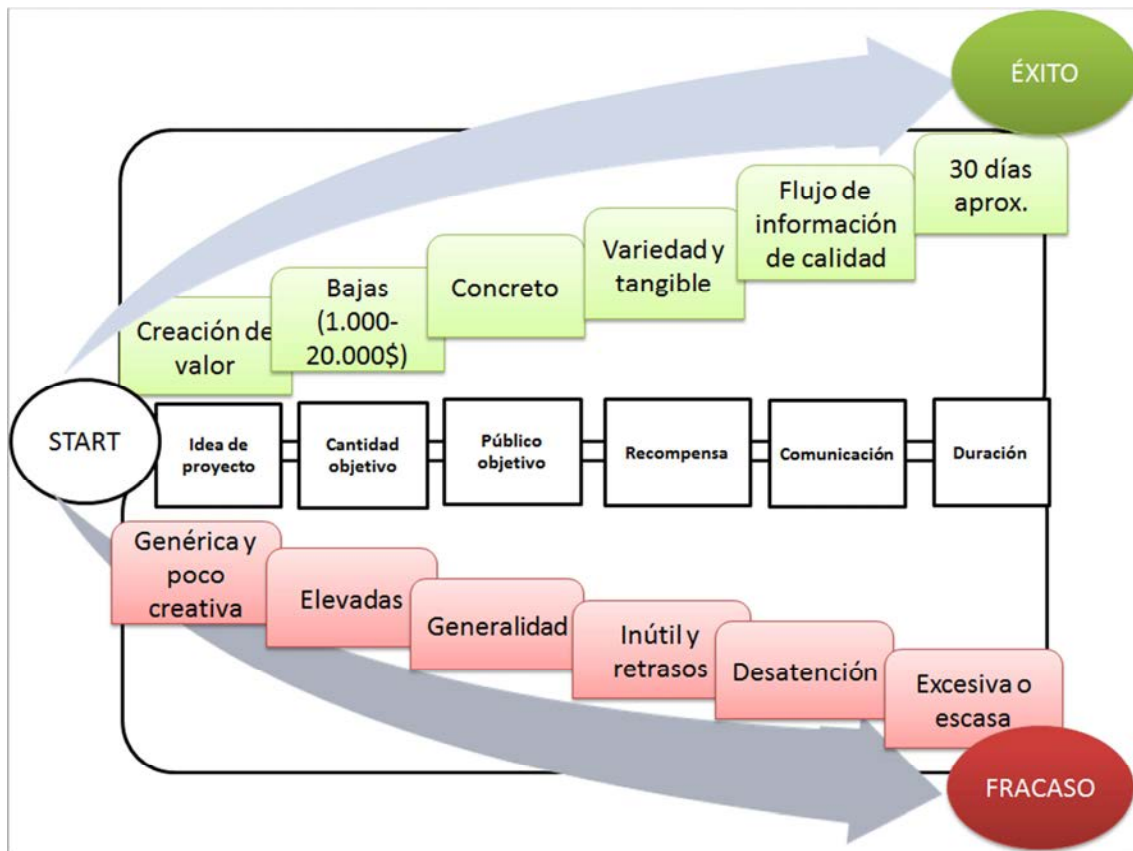 ÉXITO
30 días
aprox.
Flujo de
información
de calidad
Variedad y
tangible
Concreto
Bajas
(1.000-
20.000$)
Creación de
valor
START
Idea de
proyecto
Cantidad
objetivo
Público
objetivo
Recompensa
Comunicación
Duración
Genérica y
poco
creativa
Elevadas
Generalidad
Inútil y
retrasos
Desatención
Excesiva o
escasa
FRACASO